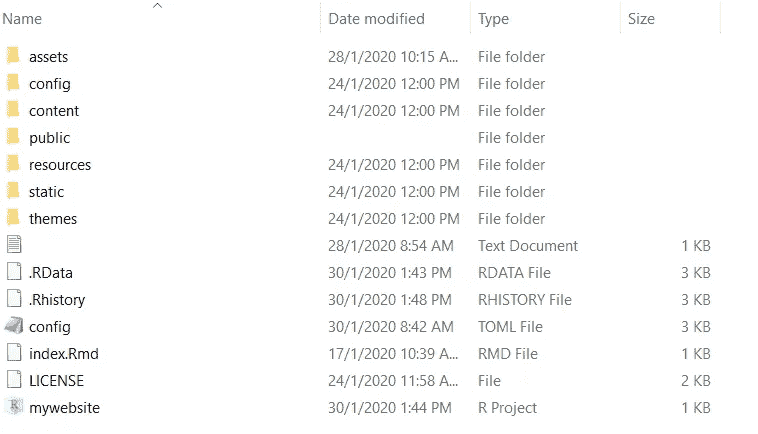 Name Date modified Type Size
assets 28/1/2020 10:15 A... File folder
config 24/1/2020 12:00 PM File folder
content 24/1/2020 12:00 PM File folder
public File folder
resources 24/1/2020 12:00 PM File folder
static 24/1/2020 12:00 PM File folder
themes 24/1/2020 12:00 PM File folder
28/1/2020 8:54 AM Text Document 1 KB
.RData 30/1/2020 1:43 PM RDATA File 3 KB
.Rhistory 30/1/2020 1:48 PM RHISTORY File 3 KB
config 30/1/2020 8:42 AM TOML File 3 KB
index.Rmd 17/1/2020 10:39 A... RMD File 1 KB
LICENSE 24/1/2020 11:58 A... File 2 KB
mywebsite 30/1/2020 1:44 PM R Project 1 KB